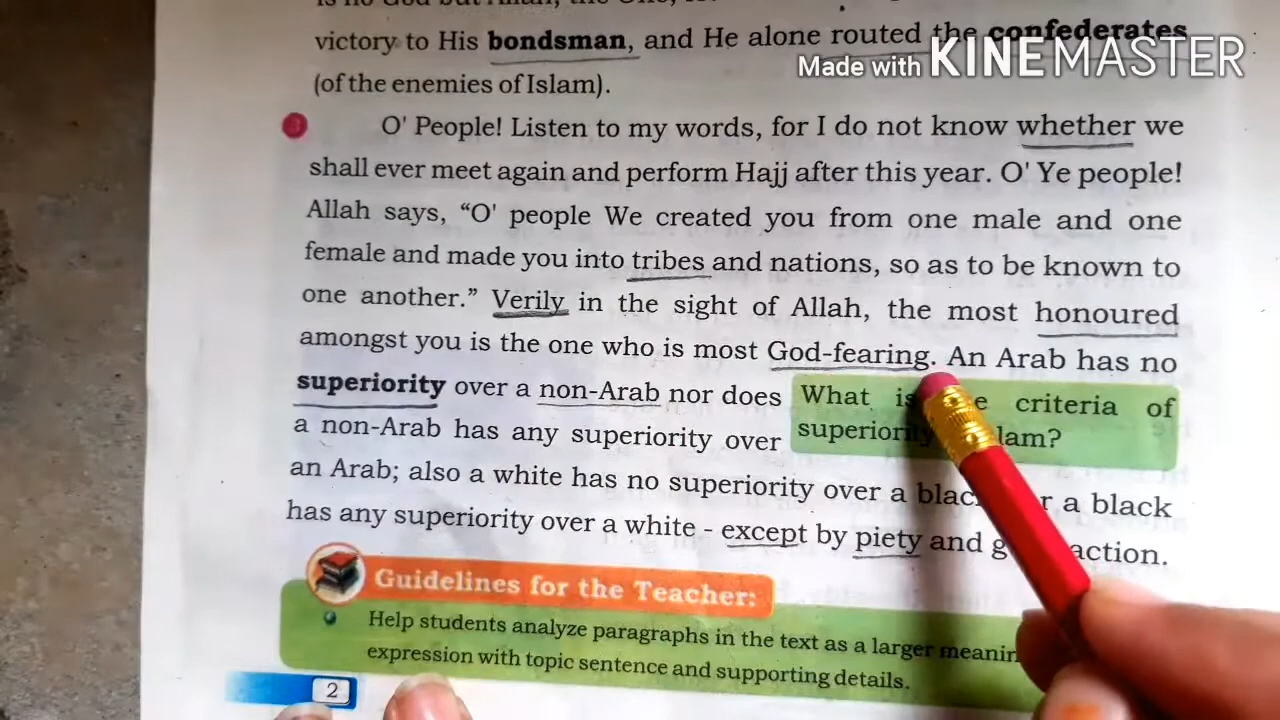 victory to His bondsman, and He alone routed the confederates
Made with KINEMASTER
(of the enemies of Islam).
O' People! Listen to my words, for I do not know whether we
shall ever meet again and perform Hajj after this year. O' Ye people!
Allah says, “O' people We created you from one male and one
female and made you into tribes and nations, so as to be known to
one another.” Verily in the sight of Allah, the most honoured
amongst you is the one who is most God-fearing. An Arab has no
superiority over a non-Arab nor does
a non-Arab has any superiority over
What criteria of
superiority
an Arab; also a white has no superiority over a a black
has any superiority over a white - except by piety and action.
Guidelines for the Teacher:
Help students analyze paragraphs in the text as a larger
expression with topic sentence and supporting details.
2